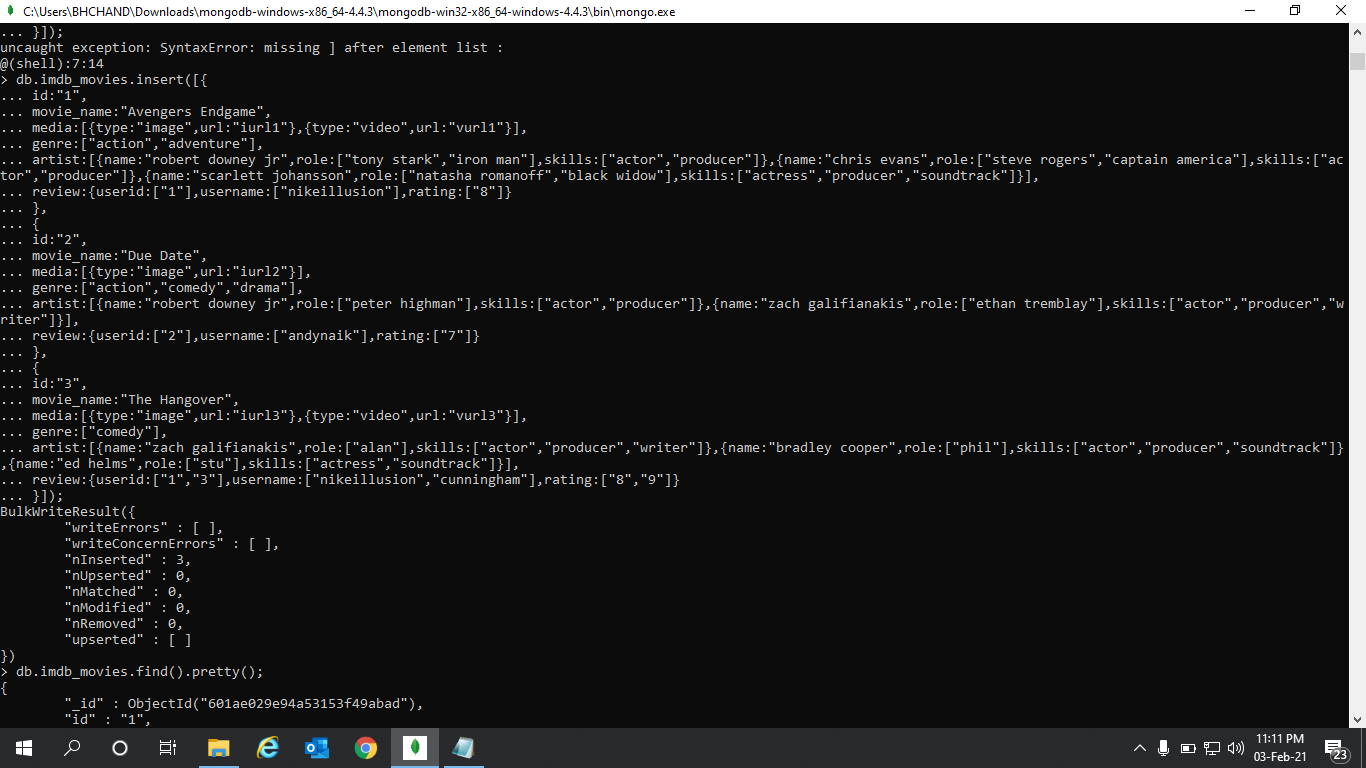 C:\Users\BHCHAND\Downloads\mongodb-windows-x86_64-4.4.3\mongodb-win32-x86_64-windows-4.4.3\bin\mongo.exe
... }]);
uncaught exception: SyntaxError: missing ] after element list :
@(shell):7:14
> db.imdb_movies.insert([{
... id:"1",
... movie_name:"Avengers Endgame",
... media:[{type:"image",url:"iurl1"},{type:"video",url:"vurl1"}],
... genre:["action","adventure"],
... artist:[{name:"robert downey jr",role:["tony stark","iron man"],skills:["actor","producer"]},{name:"chris evans",role:["steve rogers","captain america"],skills:["ac
tor","producer"]},{name:"scarlett johansson",role:["natasha romanoff","black widow"],skills:["actress","producer","soundtrack"]}],
... review:{userid:["1"],username:["nikeillusion"],rating:["8"]}
... },
... {
... id:"2",
... movie_name:"Due Date",
... media:[{type:"image",url:"iurl2"}],
... genre:["action","comedy","drama"],
... artist:[{name:"robert downey jr",role:["peter highman"],skills:["actor","producer"]},{name:"zach galifianakis",role:["ethan tremblay"],skills:["actor","producer","w
riter"]}],
... review:{userid:["2"],username:["andynaik"],rating:["7"]}
... },
... {
... id:"3",
... movie_name:"The Hangover",
... media:[{type:"image",url:"iurl3"},{type:"video",url:"vurl3"}],
... genre:["comedy"],
... artist:[{name:"zach galifianakis",role:["alan"],skills:["actor","producer","writer"]},{name:"bradley cooper",role:["phil"],skills:["actor","producer","soundtrack"]}
,{name:"ed helms",role:["stu"],skills:["actress","soundtrack"]}],
... review:{userid:["1","3"],username:["nikeillusion","cunningham"],rating:["8","9"]}
... }]);
BulkWriteResult({
        "writeErrors" : [ ],
        "writeConcernErrors" : [ ],
        "nInserted" : 3,
        "nUpserted" : 0,
        "nMatched" : 0,
        "nModified" : 0,
        "nRemoved" : 0,
        "upserted" : [ ]
})
> db.imdb_movies.find().pretty();
{
        "_id" : ObjectId("601ae029e94a53153f49abad"),
        "id" : "1",
11:11 PM
03-Feb-21
23